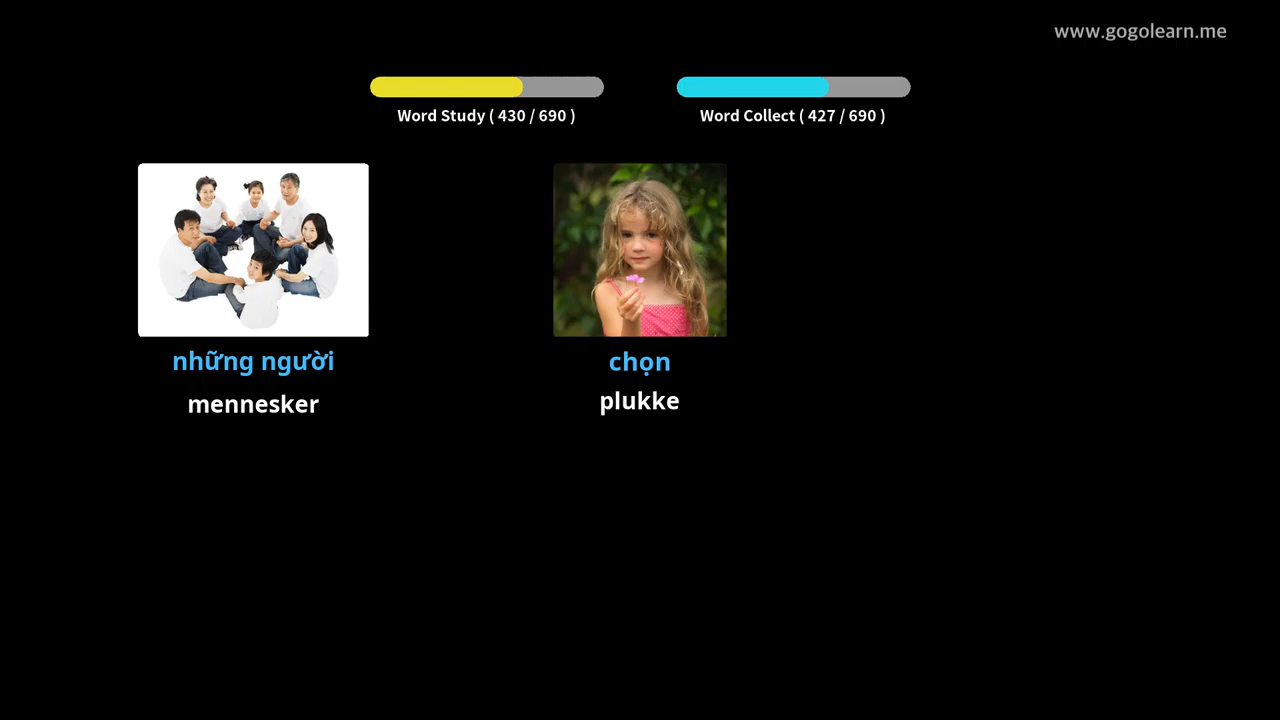 www.gogolearn.me
Word Study ( 430 / 690 )
Word Collect ( 427 / 690 )
những người
mennesker
chọn
plukke